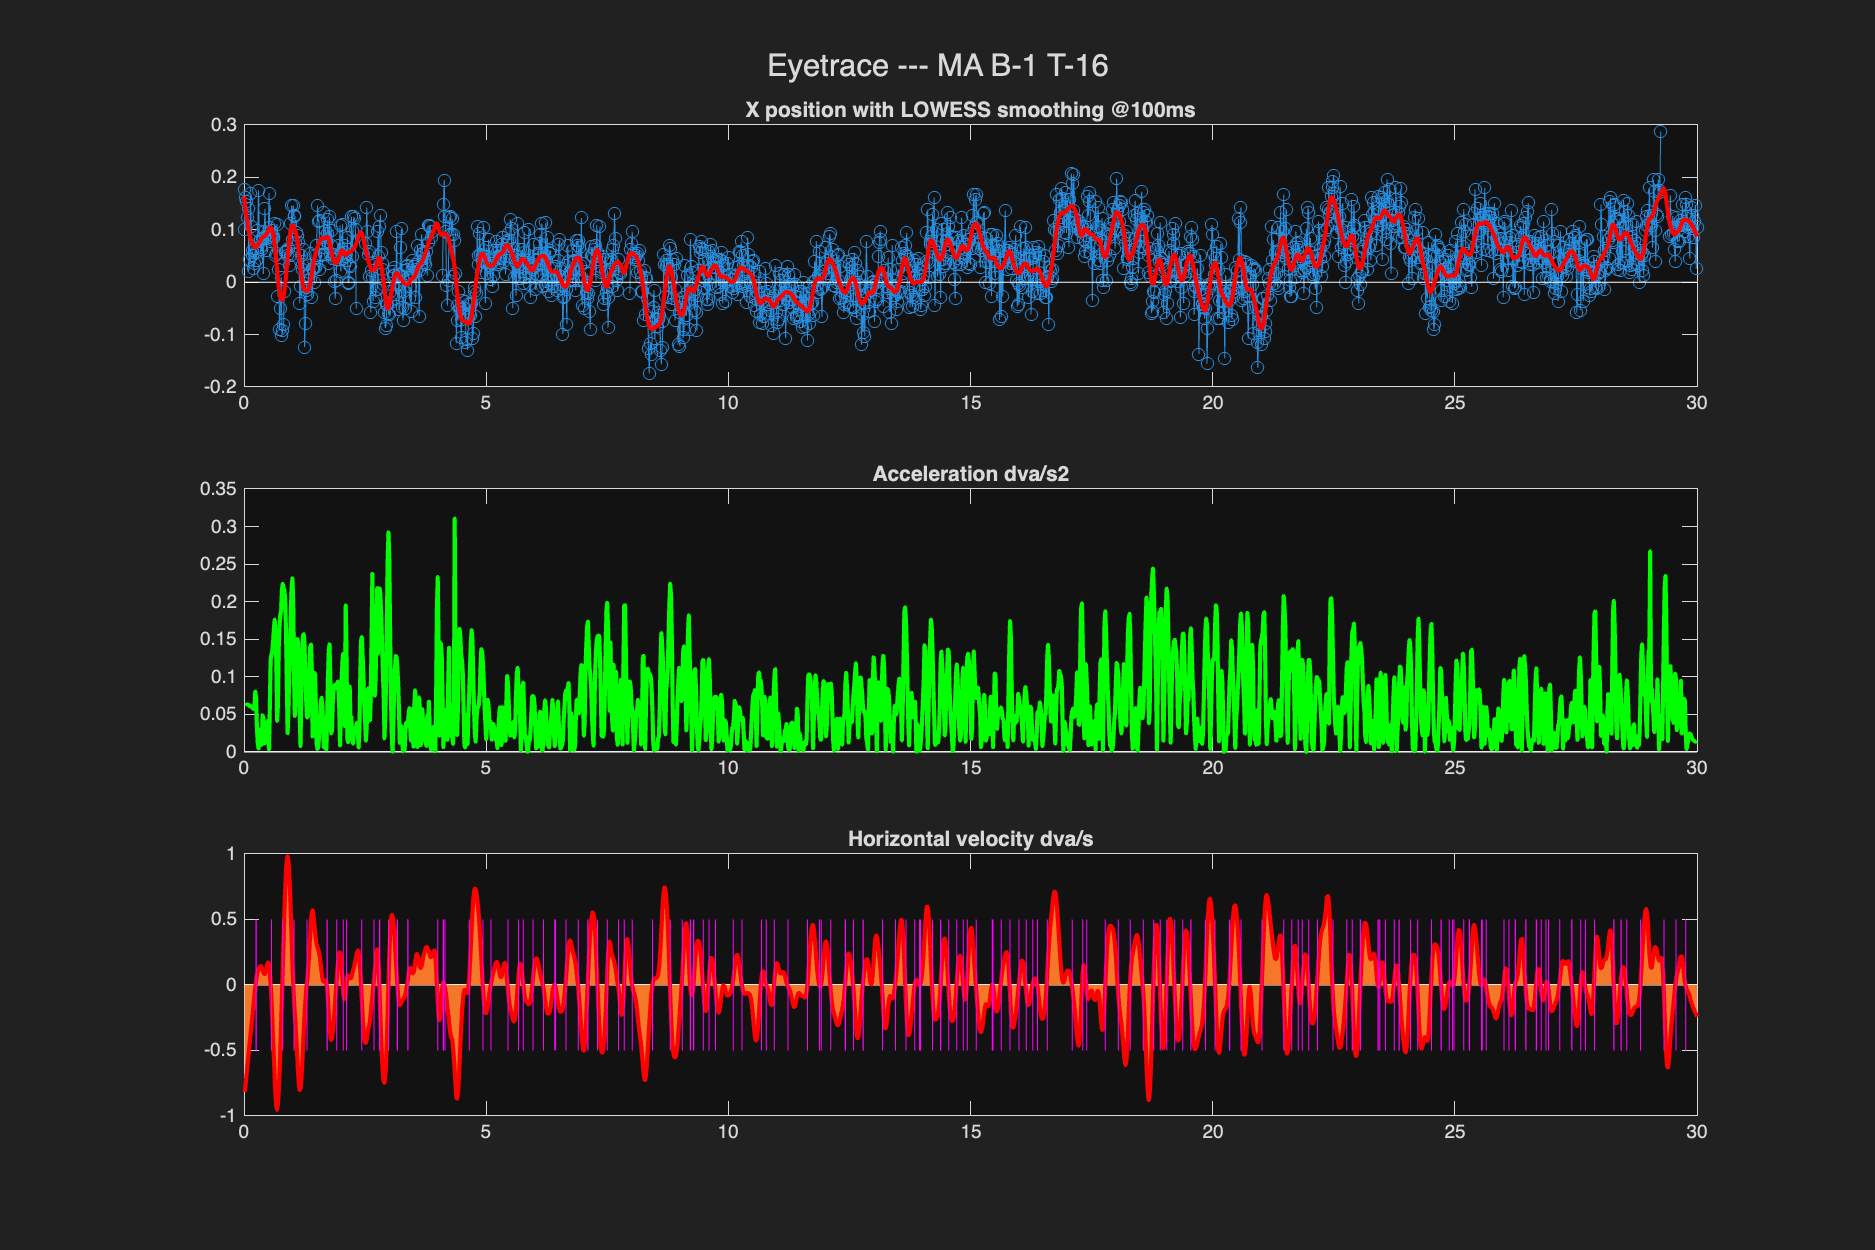 Eyetrace --- MA B-1 T-16
X position with LOWESS smoothing @100ms
0.3
0.2
0.1
0
-0.1
-0.2
0 5 10 15 20 25 30
Acceleration dva/s2
0.35
0.3
0.25
0.2
0.15
0.1
0.05
0
0 5 10 15 20 25 30
Horizontal velocity dva/s
1
0.5
0
-0.5
-1
0 5 10 15 20 25 30